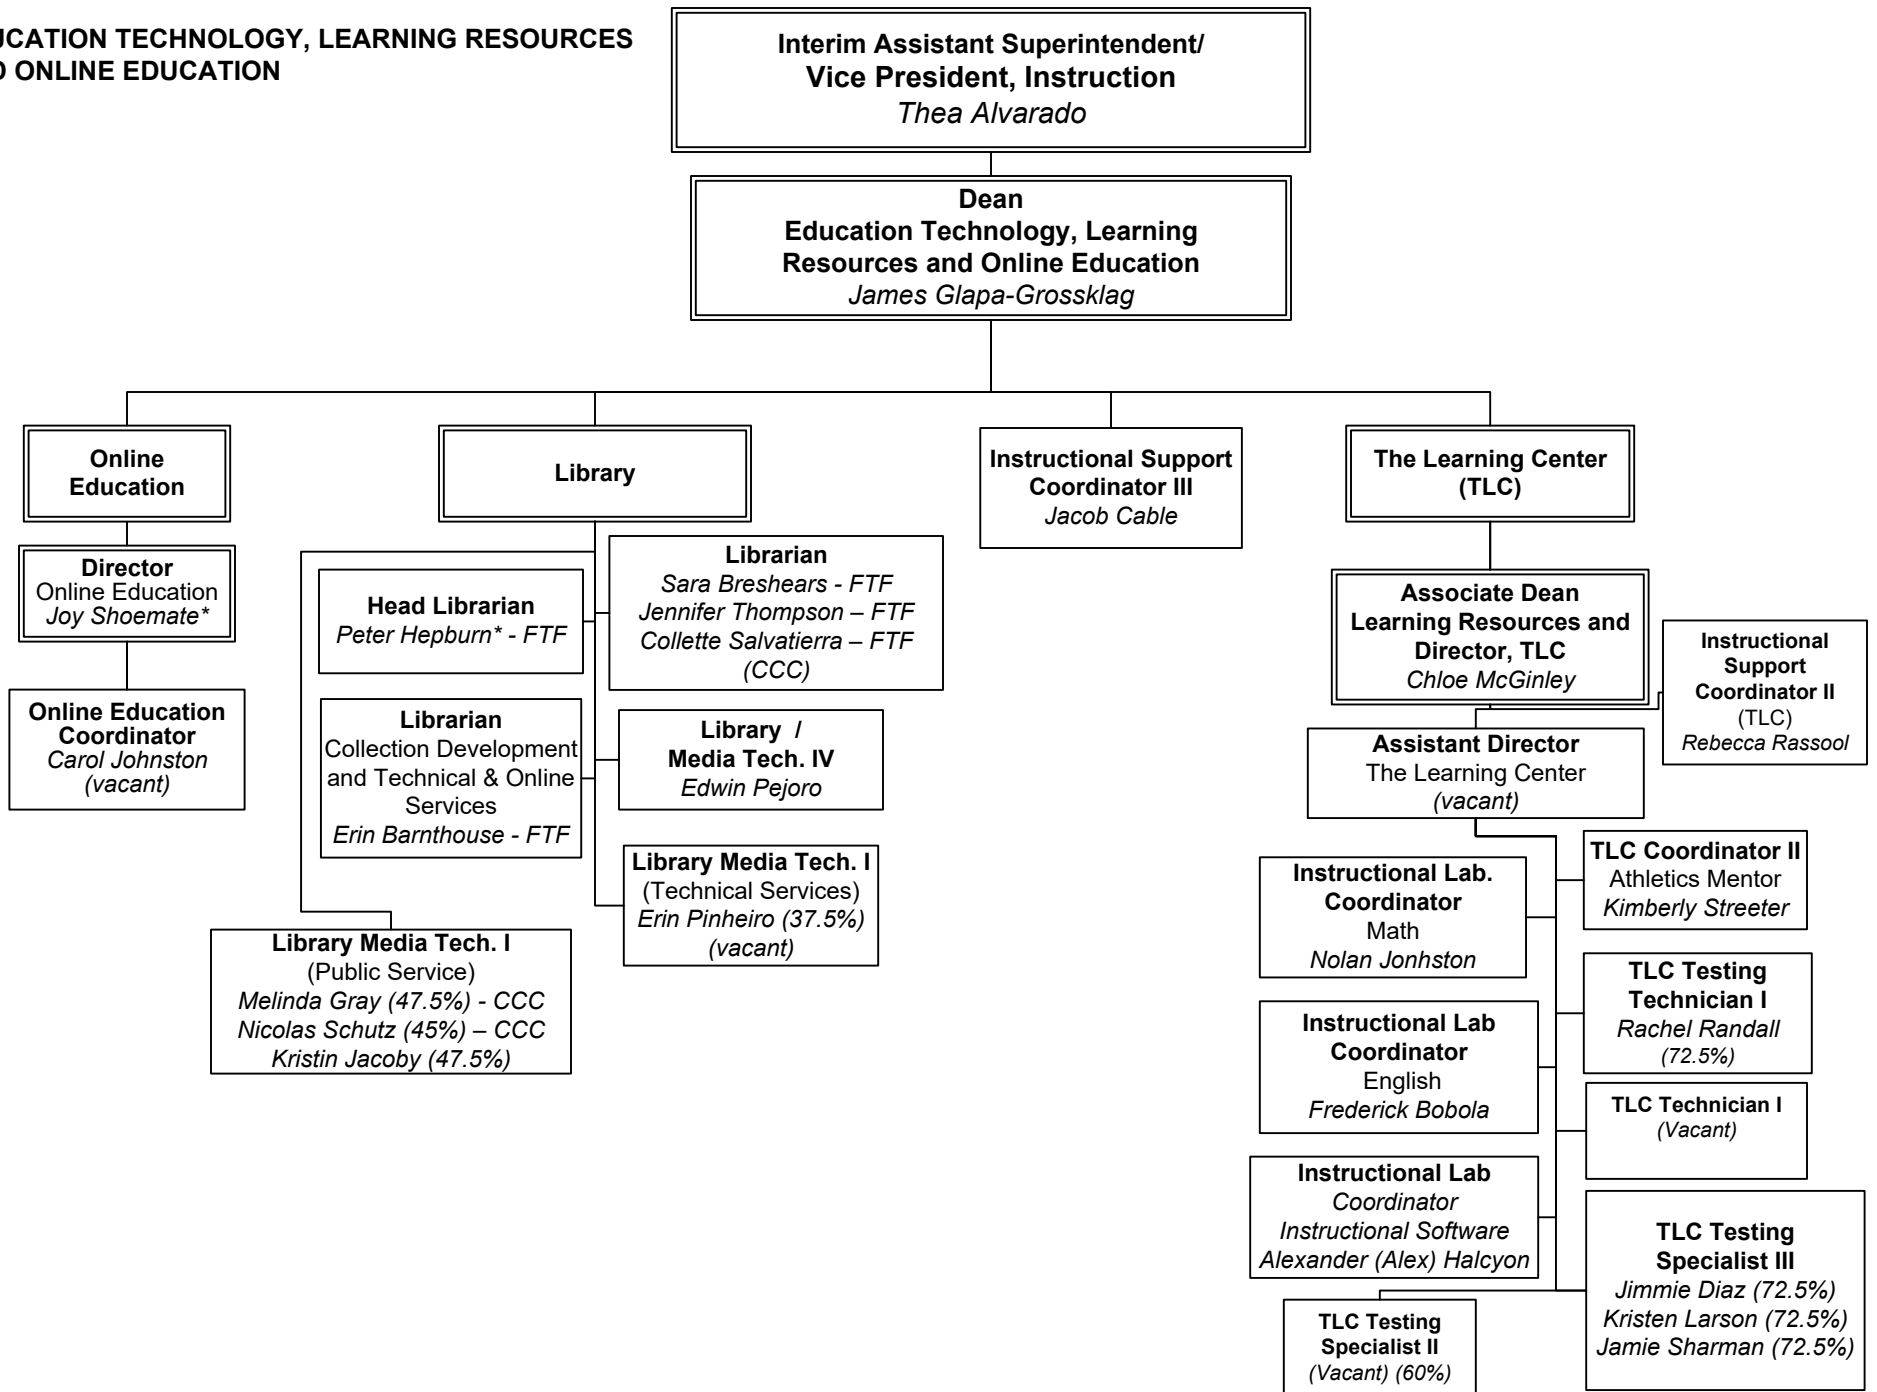 UCATION TECHNOLOGY, LEARNING RESOURCES
ONLINE EDUCATION
Interim Assistant Superintendent/
Vice President, Instruction
Thea Alvarado
Dean
Education Technology, Learning
Resources and Online Education
James Glapa-Grossklag
Online
Education
Director
Online Education
Joy Shoemate*
Online Education
Coordinator
Carol Johnston
(vacant)
Library
Head Librarian
Peter Hepburn* - FTF
Librarian
Sara Breshears - FTF
Jennifer Thompson – FTF
Collette Salvatierra – FTF
(CCC)
Librarian
Collection Development
and Technical & Online
Services
Erin Barnthouse - FTF
Library /
Media Tech. IV
Edwin Pejoro
Library Media Tech. I
(Technical Services)
Erin Pinheiro (37.5%)
(vacant)
Library Media Tech. I
(Public Service)
Melinda Gray (47.5%) - CCC
Nicolas Schutz (45%) – CCC
Kristin Jacoby (47.5%)
Instructional Support
Coordinator III
Jacob Cable
The Learning Center
(TLC)
Associate Dean
Learning Resources and
Director, TLC
Chloe McGinley
Instructional
Support
Coordinator II
(TLC)
Rebecca Rassool
Assistant Director
The Learning Center
(vacant)
Instructional Lab.
Coordinator
Math
Nolan Jonhston
TLC Coordinator II
Athletics Mentor
Kimberly Streeter
Instructional Lab
Coordinator
English
Frederick Bobola
TLC Testing
Technician I
Rachel Randall
(72.5%)
TLC Technician I
(Vacant)
Instructional Lab
Coordinator
Instructional Software
Alexander (Alex) Halcyon
TLC Testing
Specialist III
Jimmie Diaz (72.5%)
Kristen Larson (72.5%)
Jamie Sharman (72.5%)
TLC Testing
Specialist II
(Vacant) (60%)